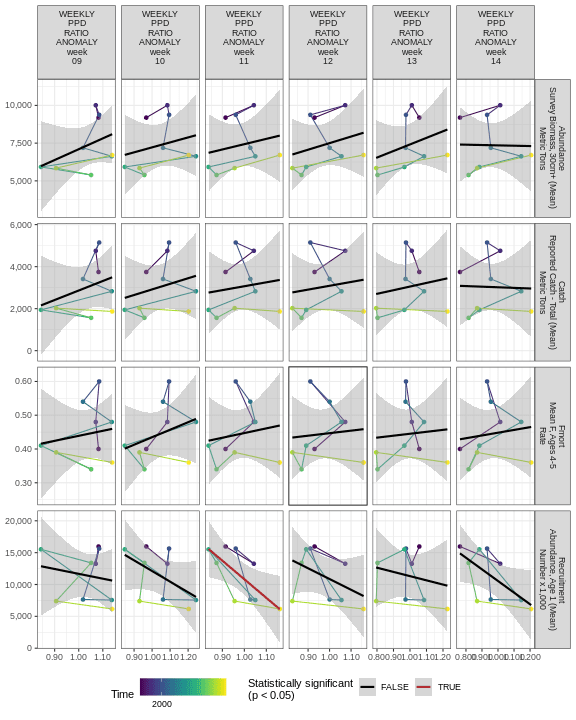 WEEKLY PPD RATIO ANOMALY week 09
WEEKLY PPD RATIO ANOMALY week 10
WEEKLY PPD RATIO ANOMALY week 11
WEEKLY PPD RATIO ANOMALY week 12
WEEKLY PPD RATIO ANOMALY week 13
WEEKLY PPD RATIO ANOMALY week 14
10,000
7,500
5,000
Abundance
Survey Biomass, 30cm+ (Mean)
Metric Tons
6,000
4,000
2,000
0
Catch
Reported Catch - Total (Mean)
Metric Tons
0.60
0.50
0.40
0.30
Fmort
Mean F, Ages 4-5
Rate
20,000
15,000
10,000
5,000
0
Recruitment
Abundance, Age 1 (Mean)
Number x 1,000
0.90 1.00 1.10
0.90 1.00 1.10 1.20
0.90 1.00 1.10
0.90 1.00 1.10
0.80 0.90 1.00 1.10
0.80 0.90 1.00 1.10 1.20
Time
2000
Statistically significant
(p < 0.05)
FALSE
TRUE